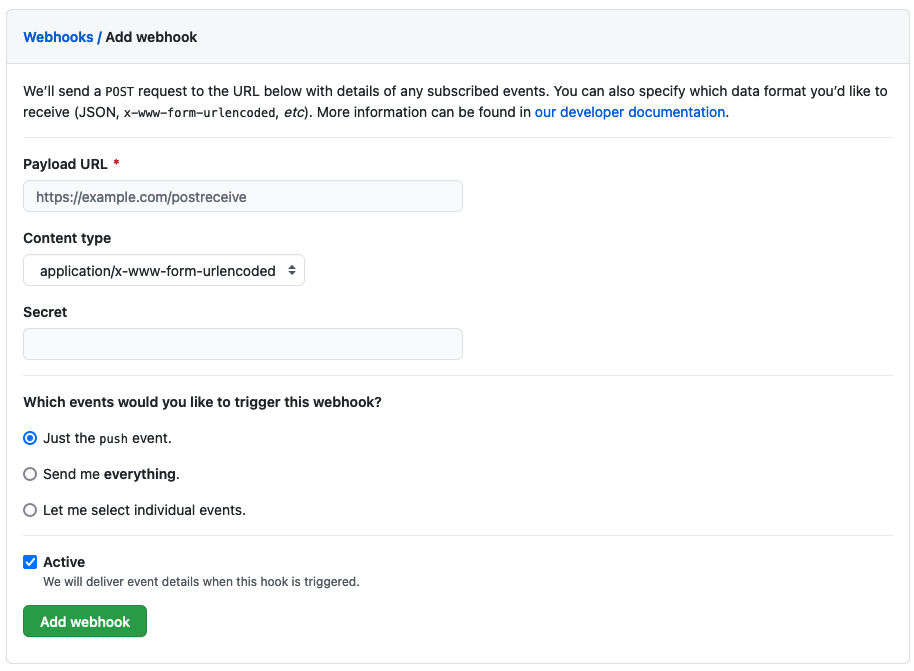 Webhooks / Add webhook
We’ll send a POST request to the URL below with details of any subscribed events. You can also specify which data format you’d like to
receive (JSON, x-www-form-urlencoded, etc). More information can be found in our developer documentation.
Payload URL *
https://example.com/postreceive
Content type
application/x-www-form-urlencoded
Secret
Which events would you like to trigger this webhook?
Just the push event.
Send me everything.
Let me select individual events.
Active
We will deliver event details when this hook is triggered.
Add webhook